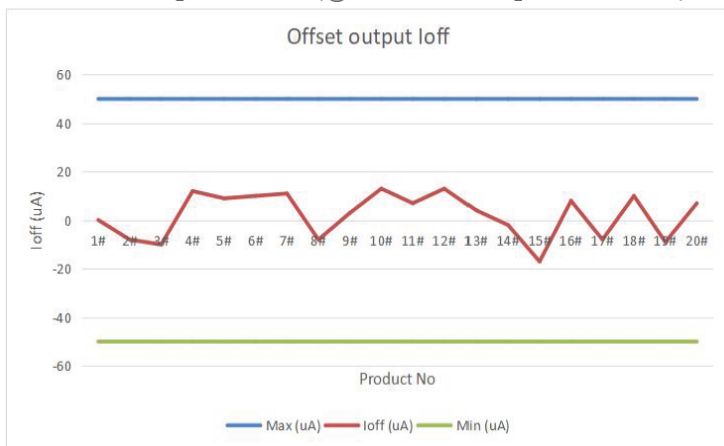 Offset output Ioff
60
40
20
0
-20
-40
-60
Ioff (uA)
1# 2# 3# 4# 5# 6# 7# 8# 9# 10# 11# 12# 13# 14# 15# 16# 17# 18# 19# 20#
Product No
Max (uA) Ioff (uA) Min (uA)